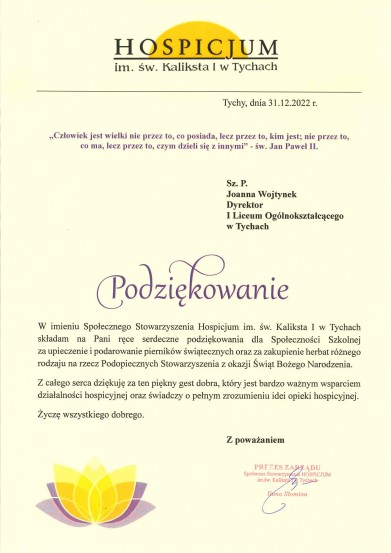 HOSPICJUM
im. św. Kaliksta I w Tychach
Tychy, dnia 31.12.2022 r.
„Człowiek jest wielki nie przez to, co posiada, lecz przez to, kim jest; nie przez to,
co ma, lecz przez to, czym dzieli się z innymi” - św. Jan Paweł II.
Sz. P.
Joanna Wojtynek
Dyrektor
I Liceum Ogólnokształcącego
w Tychach
Podziękowanie
W imieniu Społecznego Stowarzyszenia Hospicjum im. św. Kaliksta I w Tychach
składam na Pani ręce serdeczne podziękowania dla Społeczności Szkolnej
za upieczenie i podarowanie pierników świątecznych oraz za zakupienie herbat różnego
rodzaju na rzecz Podopiecznych Stowarzyszenia z okazji Świąt Bożego Narodzenia.
Z całego serca dziękuję za ten piękny gest dobra, który jest bardzo ważnym wsparciem
działalności hospicyjnej oraz świadczy o pełnym zrozumieniu idei opieki hospicyjnej.
Życzę wszystkiego dobrego.
Z poważaniem
PREZES ZARZĄDU
Społeczne Stowarzyszenie HOSPICJUM
im. św. Kaliksta I w Tychach